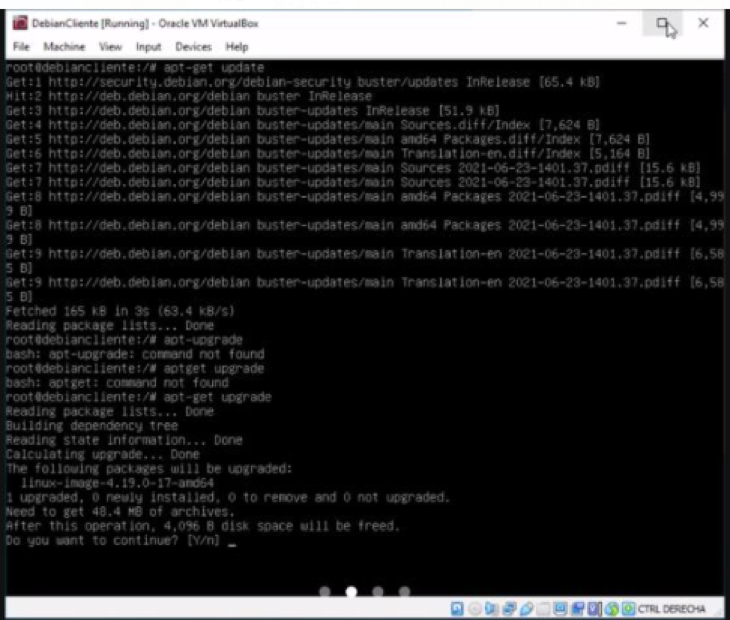 DebianCliente [Running] - Oracle VM VirtualBox
File Machine View Input Devices Help
root@debiancliente:/# apt-get update
Get:1 http://security.debian.org/debian-security buster/updates InRelease [65.4 kB]
Hit:2 http://deb.debian.org/debian buster InRelease
Get:3 http://deb.debian.org/debian buster-updates InRelease [51.9 kB]
Get:4 http://deb.debian.org/debian buster-updates/main Sources.diff/Index [7,624 B]
Get:5 http://deb.debian.org/debian buster-updates/main amd64 Packages.diff/Index [7,624 B]
Get:6 http://deb.debian.org/debian buster-updates/main Translation-en.diff/Index [5,164 B]
Get:7 http://deb.debian.org/debian buster-updates/main Sources 2021-06-23-1401.37.pdiff [15.6 kB]
Get:7 http://deb.debian.org/debian buster-updates/main Sources 2021-06-23-1401.37.pdiff [15.6 kB]
Get:8 http://deb.debian.org/debian buster-updates/main amd64 Packages 2021-06-23-1401.37.pdiff [4,99
9 B]
Get:8 http://deb.debian.org/debian buster-updates/main amd64 Packages 2021-06-23-1401.37.pdiff [4,99
9 B]
Get:9 http://deb.debian.org/debian buster-updates/main Translation-en 2021-06-23-1401.37.pdiff [6,58
5 B]
Get:9 http://deb.debian.org/debian buster-updates/main Translation-en 2021-06-23-1401.37.pdiff [6,58
5 B]
Fetched 165 kB in 3s (63.4 kB/s)
Reading package lists... Done
root@debiancliente:/# apt-upgrade
bash: apt-upgrade: command not found
root@debiancliente:/# aptget upgrade
bash: aptget: command not found
root@debiancliente:/# apt-get upgrade
Reading package lists... Done
Building dependency tree
Reading state information... Done
Calculating upgrade... Done
The following packages will be upgraded:
linux-image-4.19.0-17-amd64
1 upgraded, 0 newly installed, 0 to remove and 0 not upgraded.
Need to get 48.4 MB of archives.
After this operation, 4,096 B disk space will be freed.
Do you want to continue? [Y/n] _
CTRL DERECHA